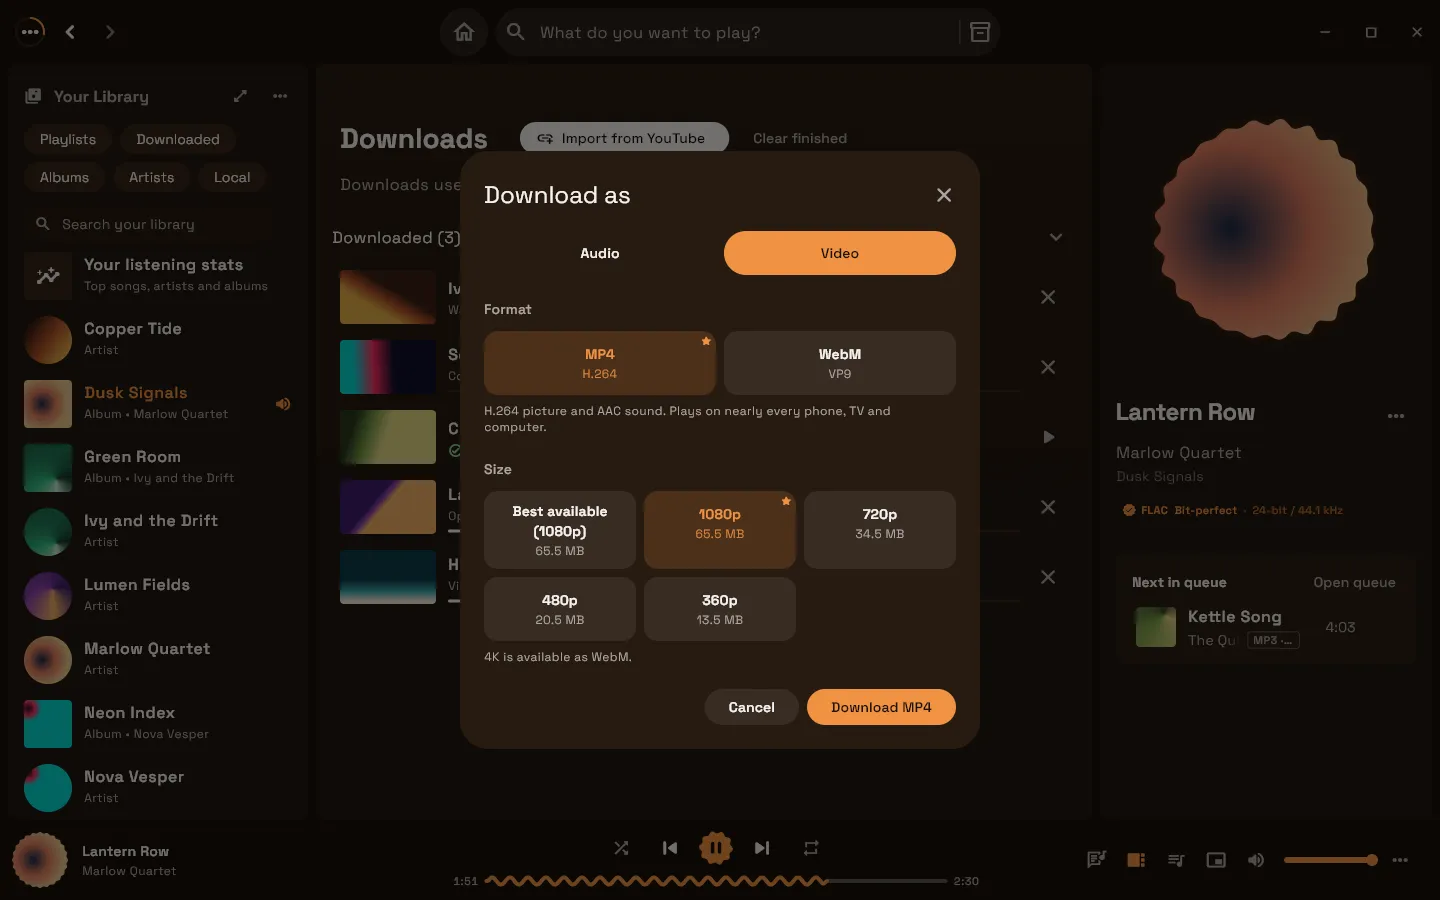 What do you want to play?
Your Library
Playlists
Downloaded
Albums
Artists
Local
Search your library
Your listening stats
Top songs, artists and albums
Copper Tide
Artist
Dusk Signals
Album • Marlow Quartet
Green Room
Album • Ivy and the Drift
Ivy and the Drift
Artist
Lumen Fields
Artist
Marlow Quartet
Artist
Neon Index
Album • Nova Vesper
Nova Vesper
Artist
Downloads
Import from YouTube
Clear finished
Downloads use
Downloaded (3)
Download as
Audio
Video
Format
MP4
H.264
WebM
VP9
H.264 picture and AAC sound. Plays on nearly every phone, TV and
computer.
Size
Best available
(1080p)
65.5 MB
1080p
65.5 MB
720p
34.5 MB
480p
20.5 MB
360p
13.5 MB
4K is available as WebM.
Cancel
Download MP4
Lantern Row
Marlow Quartet
Dusk Signals
FLAC Bit-perfect · 24-bit / 44.1 kHz
Next in queue
Open queue
Kettle Song
The Qu
MP3 ·…
4:03
Lantern Row
Marlow Quartet
1:51
2:30